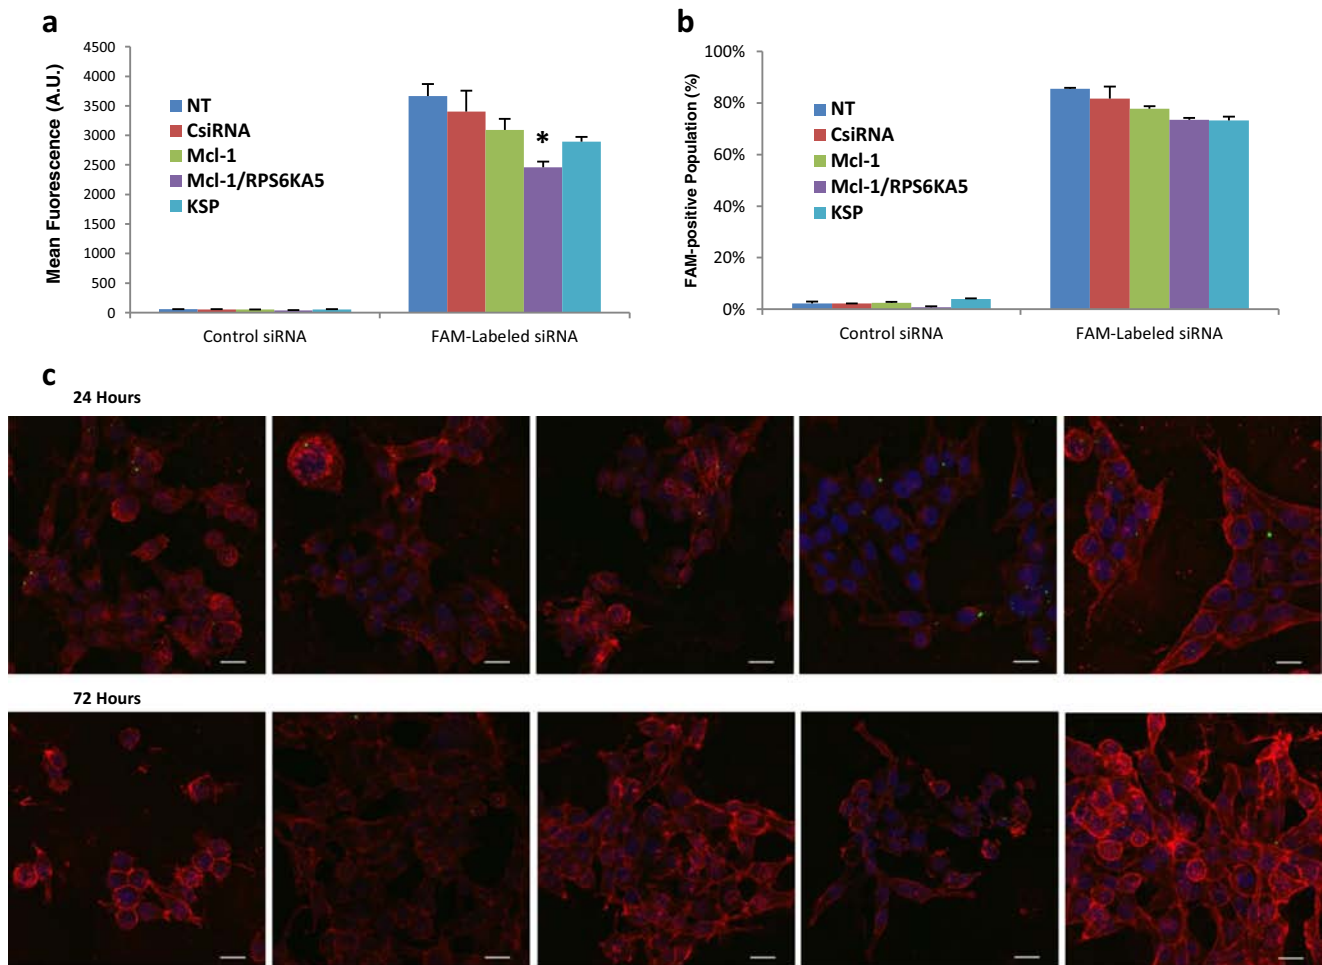 a
Mean Fuorescence (A.U.)
4500
4000
3500
3000
2500
2000
1500
1000
500
0
NT
CsiRNA
Mcl-1
Mcl-1/RPS6KA5
KSP
*
Control siRNA
FAM-Labeled siRNA
b
FAM-positive Population (%)
100%
80%
60%
40%
20%
0%
NT
CsiRNA
Mcl-1
Mcl-1/RPS6KA5
KSP
Control siRNA
FAM-Labeled siRNA
c
24 Hours
72 Hours